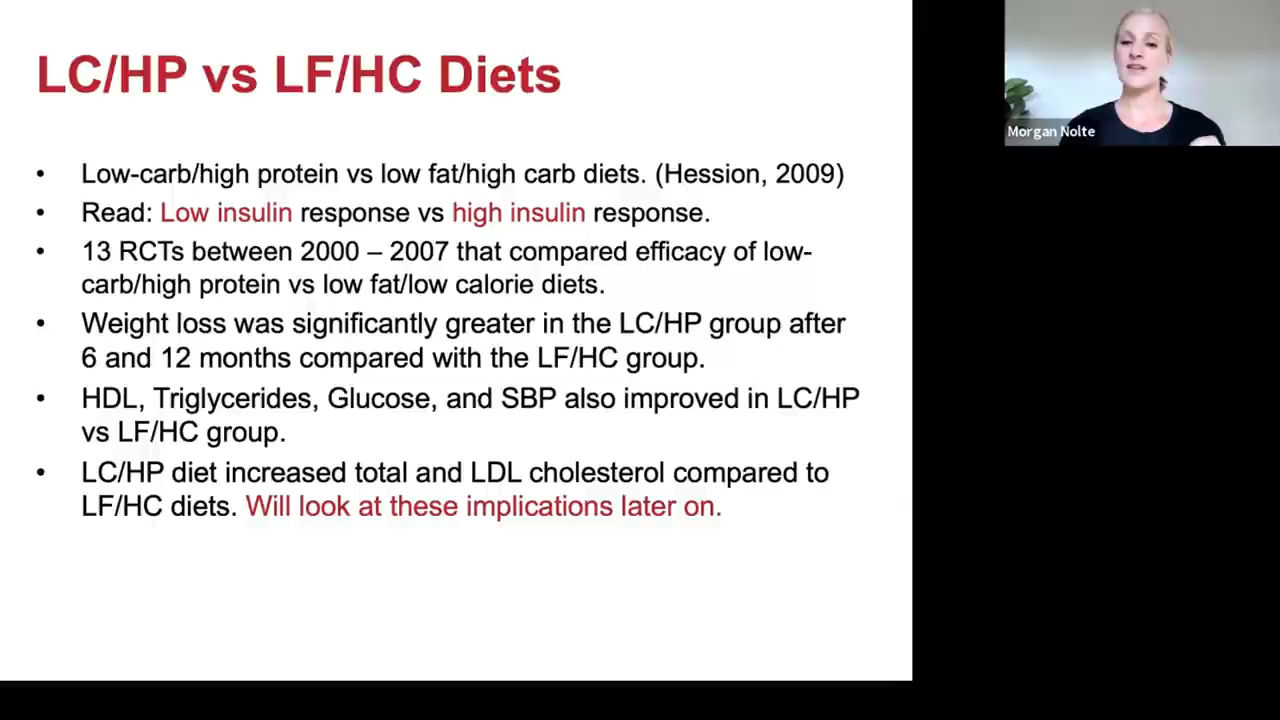 LC/HP vs LF/HC Diets
Morgan Nolte
• Low-carb/high protein vs low fat/high carb diets. (Hession, 2009)
• Read: Low insulin response vs high insulin response.
• 13 RCTs between 2000 – 2007 that compared efficacy of low-
carb/high protein vs low fat/low calorie diets.
• Weight loss was significantly greater in the LC/HP group after
6 and 12 months compared with the LF/HC group.
• HDL, Triglycerides, Glucose, and SBP also improved in LC/HP
vs LF/HC group.
• LC/HP diet increased total and LDL cholesterol compared to
LF/HC diets. Will look at these implications later on.